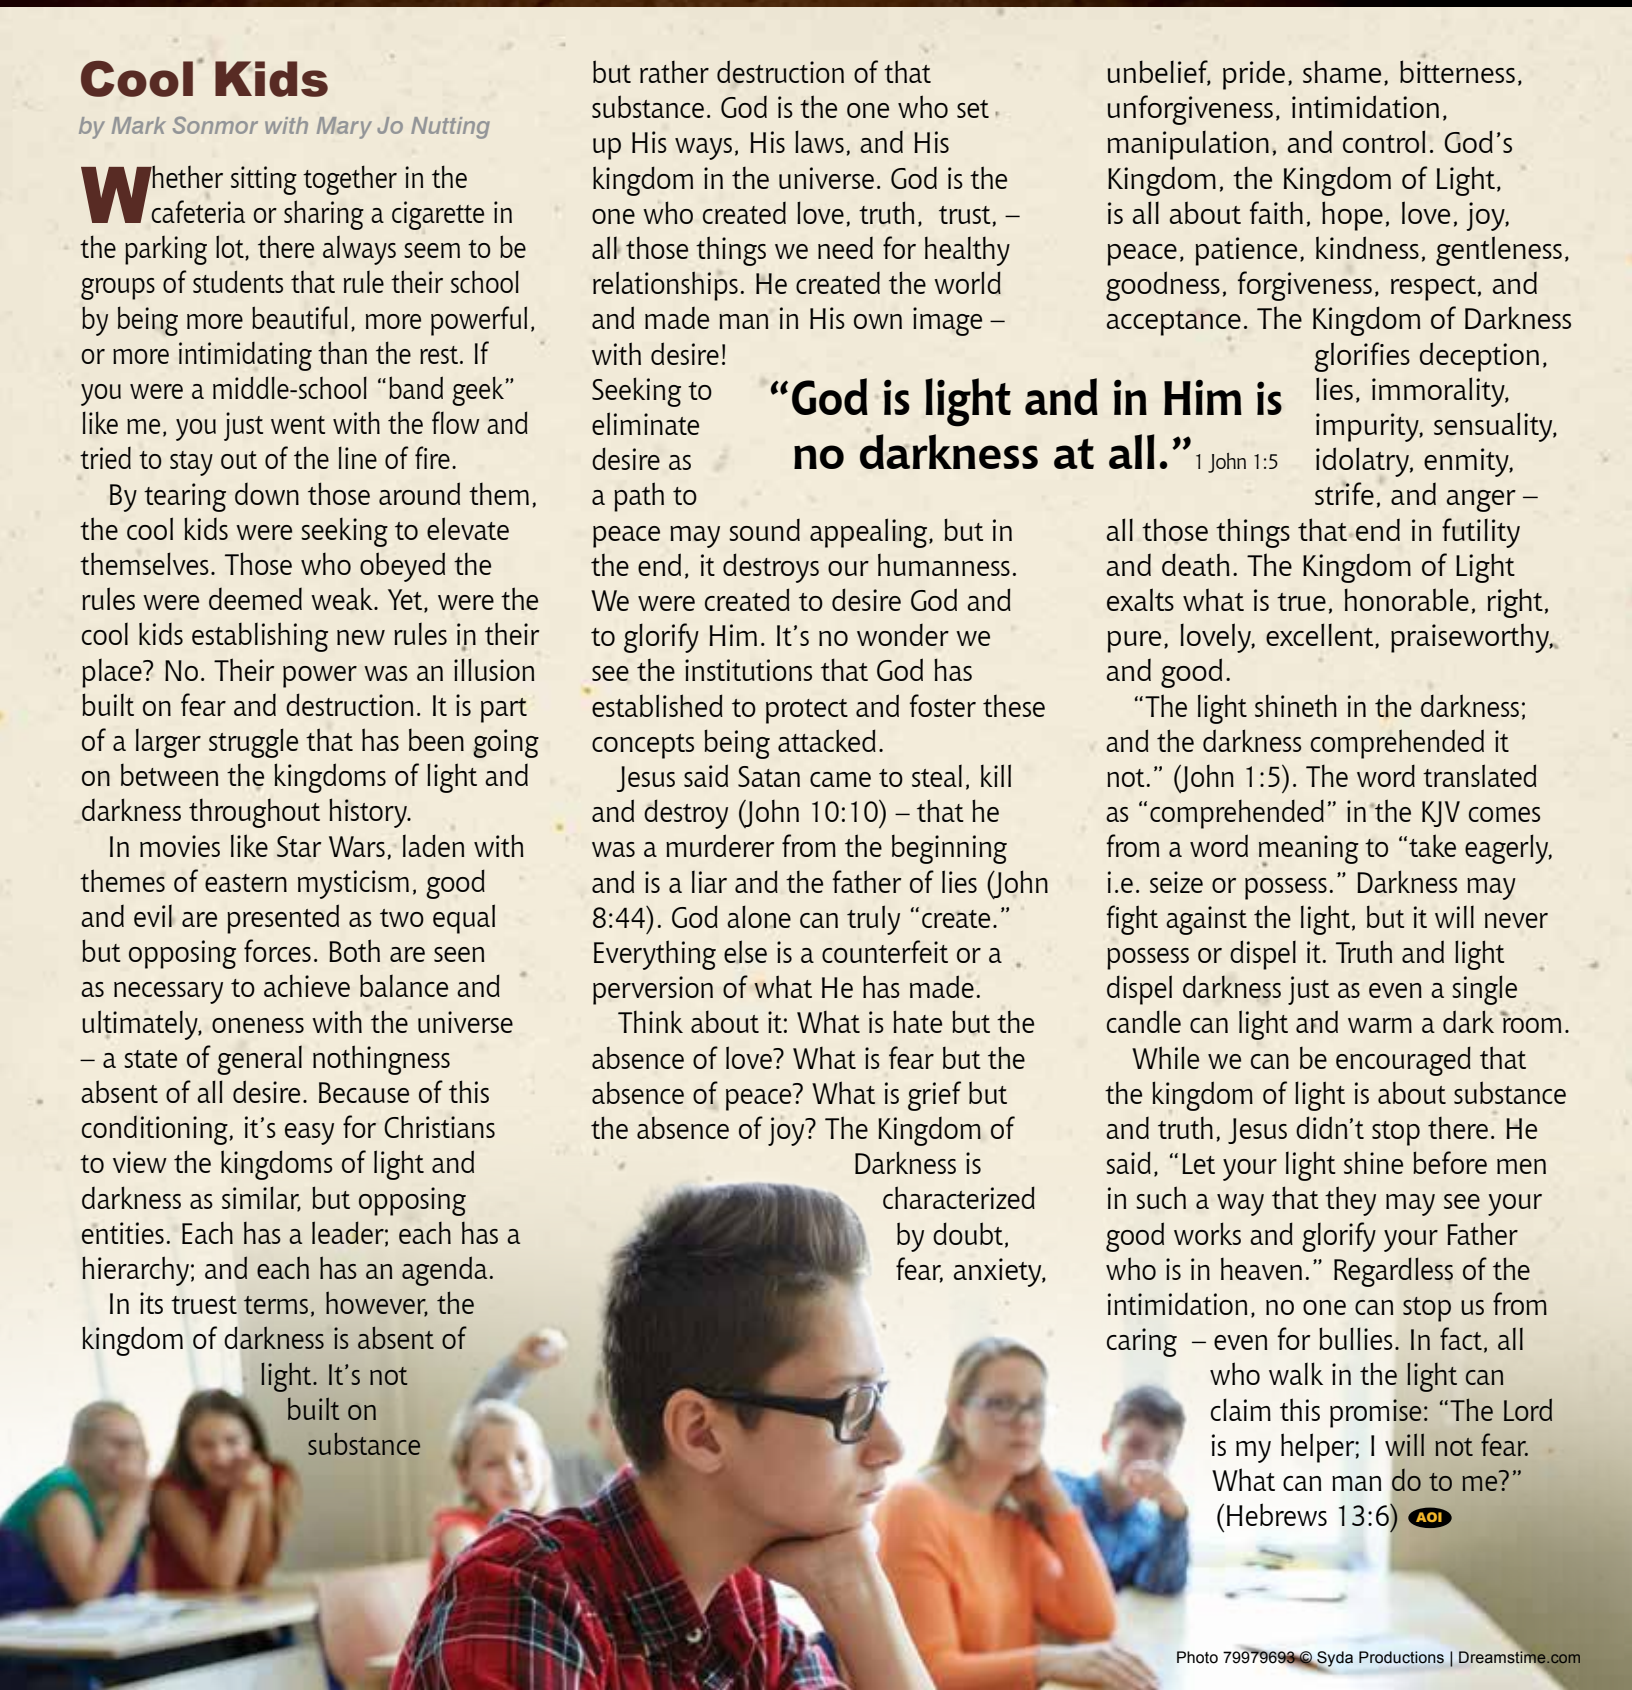 Cool Kids
by Mark Sonmor with Mary Jo Nutting
Whether sitting together in the
cafeteria or sharing a cigarette in
the parking lot, there always seem to be
groups of students that rule their school
by being more beautiful, more powerful,
or more intimidating than the rest. If
you were a middle-school “band geek”
like me, you just went with the flow and
tried to stay out of the line of fire.
By tearing down those around them,
the cool kids were seeking to elevate
themselves. Those who obeyed the
rules were deemed weak. Yet, were the
cool kids establishing new rules in their
place? No. Their power was an illusion
built on fear and destruction. It is part
of a larger struggle that has been going
on between the kingdoms of light and
darkness throughout history.
In movies like Star Wars, laden with
themes of eastern mysticism, good
and evil are presented as two equal
but opposing forces. Both are seen
as necessary to achieve balance and
ultimately, oneness with the universe
– a state of general nothingness
absent of all desire. Because of this
conditioning, it’s easy for Christians
to view the kingdoms of light and
darkness as similar, but opposing
entities. Each has a leader; each has a
hierarchy; and each has an agenda.
In its truest terms, however, the
kingdom of darkness is absent of
light. It’s not
built on
substance
but rather destruction of that
substance. God is the one who set
up His ways, His laws, and His
kingdom in the universe. God is the
one who created love, truth,  trust, –
all those things we need for healthy
relationships. He created the world
and made man in His own image –
with desire!
Seeking to
eliminate
desire as
a path to
peace may sound appealing, but in
the end, it destroys our humanness.
We were created to desire God and
to glorify Him. It’s no wonder we
see the institutions that God has
established to protect and foster these
concepts being attacked.
Jesus said Satan came to steal, kill
and destroy (John 10:10) – that he
was a murderer from the beginning
and is a liar and the father of lies (John
8:44). God alone can truly “create.”
Everything else is a counterfeit or a
perversion of what He has made.
Think about it: What is hate but the
absence of love? What is fear but the
absence of peace? What is grief but
the absence of joy? The Kingdom of
Darkness is
characterized
by doubt,
fear, anxiety,
“God is light and in Him is
no darkness at all.” 1 John 1:5
unbelief, pride, shame, bitterness,
unforgiveness, intimidation,
manipulation, and control. God’s
Kingdom, the Kingdom of Light,
is all about faith, hope, love, joy,
peace, patience, kindness, gentleness,
goodness, forgiveness, respect, and
acceptance. The Kingdom of Darkness
glorifies deception,
lies, immorality,
impurity, sensuality,
idolatry, enmity,
strife, and anger –
all those things that end in futility
and death. The Kingdom of Light
exalts what is true, honorable, right,
pure, lovely, excellent, praiseworthy,
and good.
“The light shineth in the darkness;
and the darkness comprehended it
not.” (John 1:5). The word translated
as “comprehended” in the KJV comes
from a word meaning to “take eagerly,
i.e. seize or possess.” Darkness may
fight against the light, but it will never
possess or dispel it. Truth and light
dispel darkness just as even a single
candle can light and warm a dark room.
While we can be encouraged that
the kingdom of light is about substance
and truth, Jesus didn’t stop there. He
said, “Let your light shine before men
in such a way that they may see your
good works and glorify your Father
who is in heaven.” Regardless of the
intimidation, no one can stop us from
caring  – even for bullies. In fact, all
who walk in the light can
claim this promise: “The Lord
is my helper; I will not fear.
What can man do to me?”
(Hebrews 13:6) AOI
Photo 79979693 © Syda Productions | Dreamstime.com